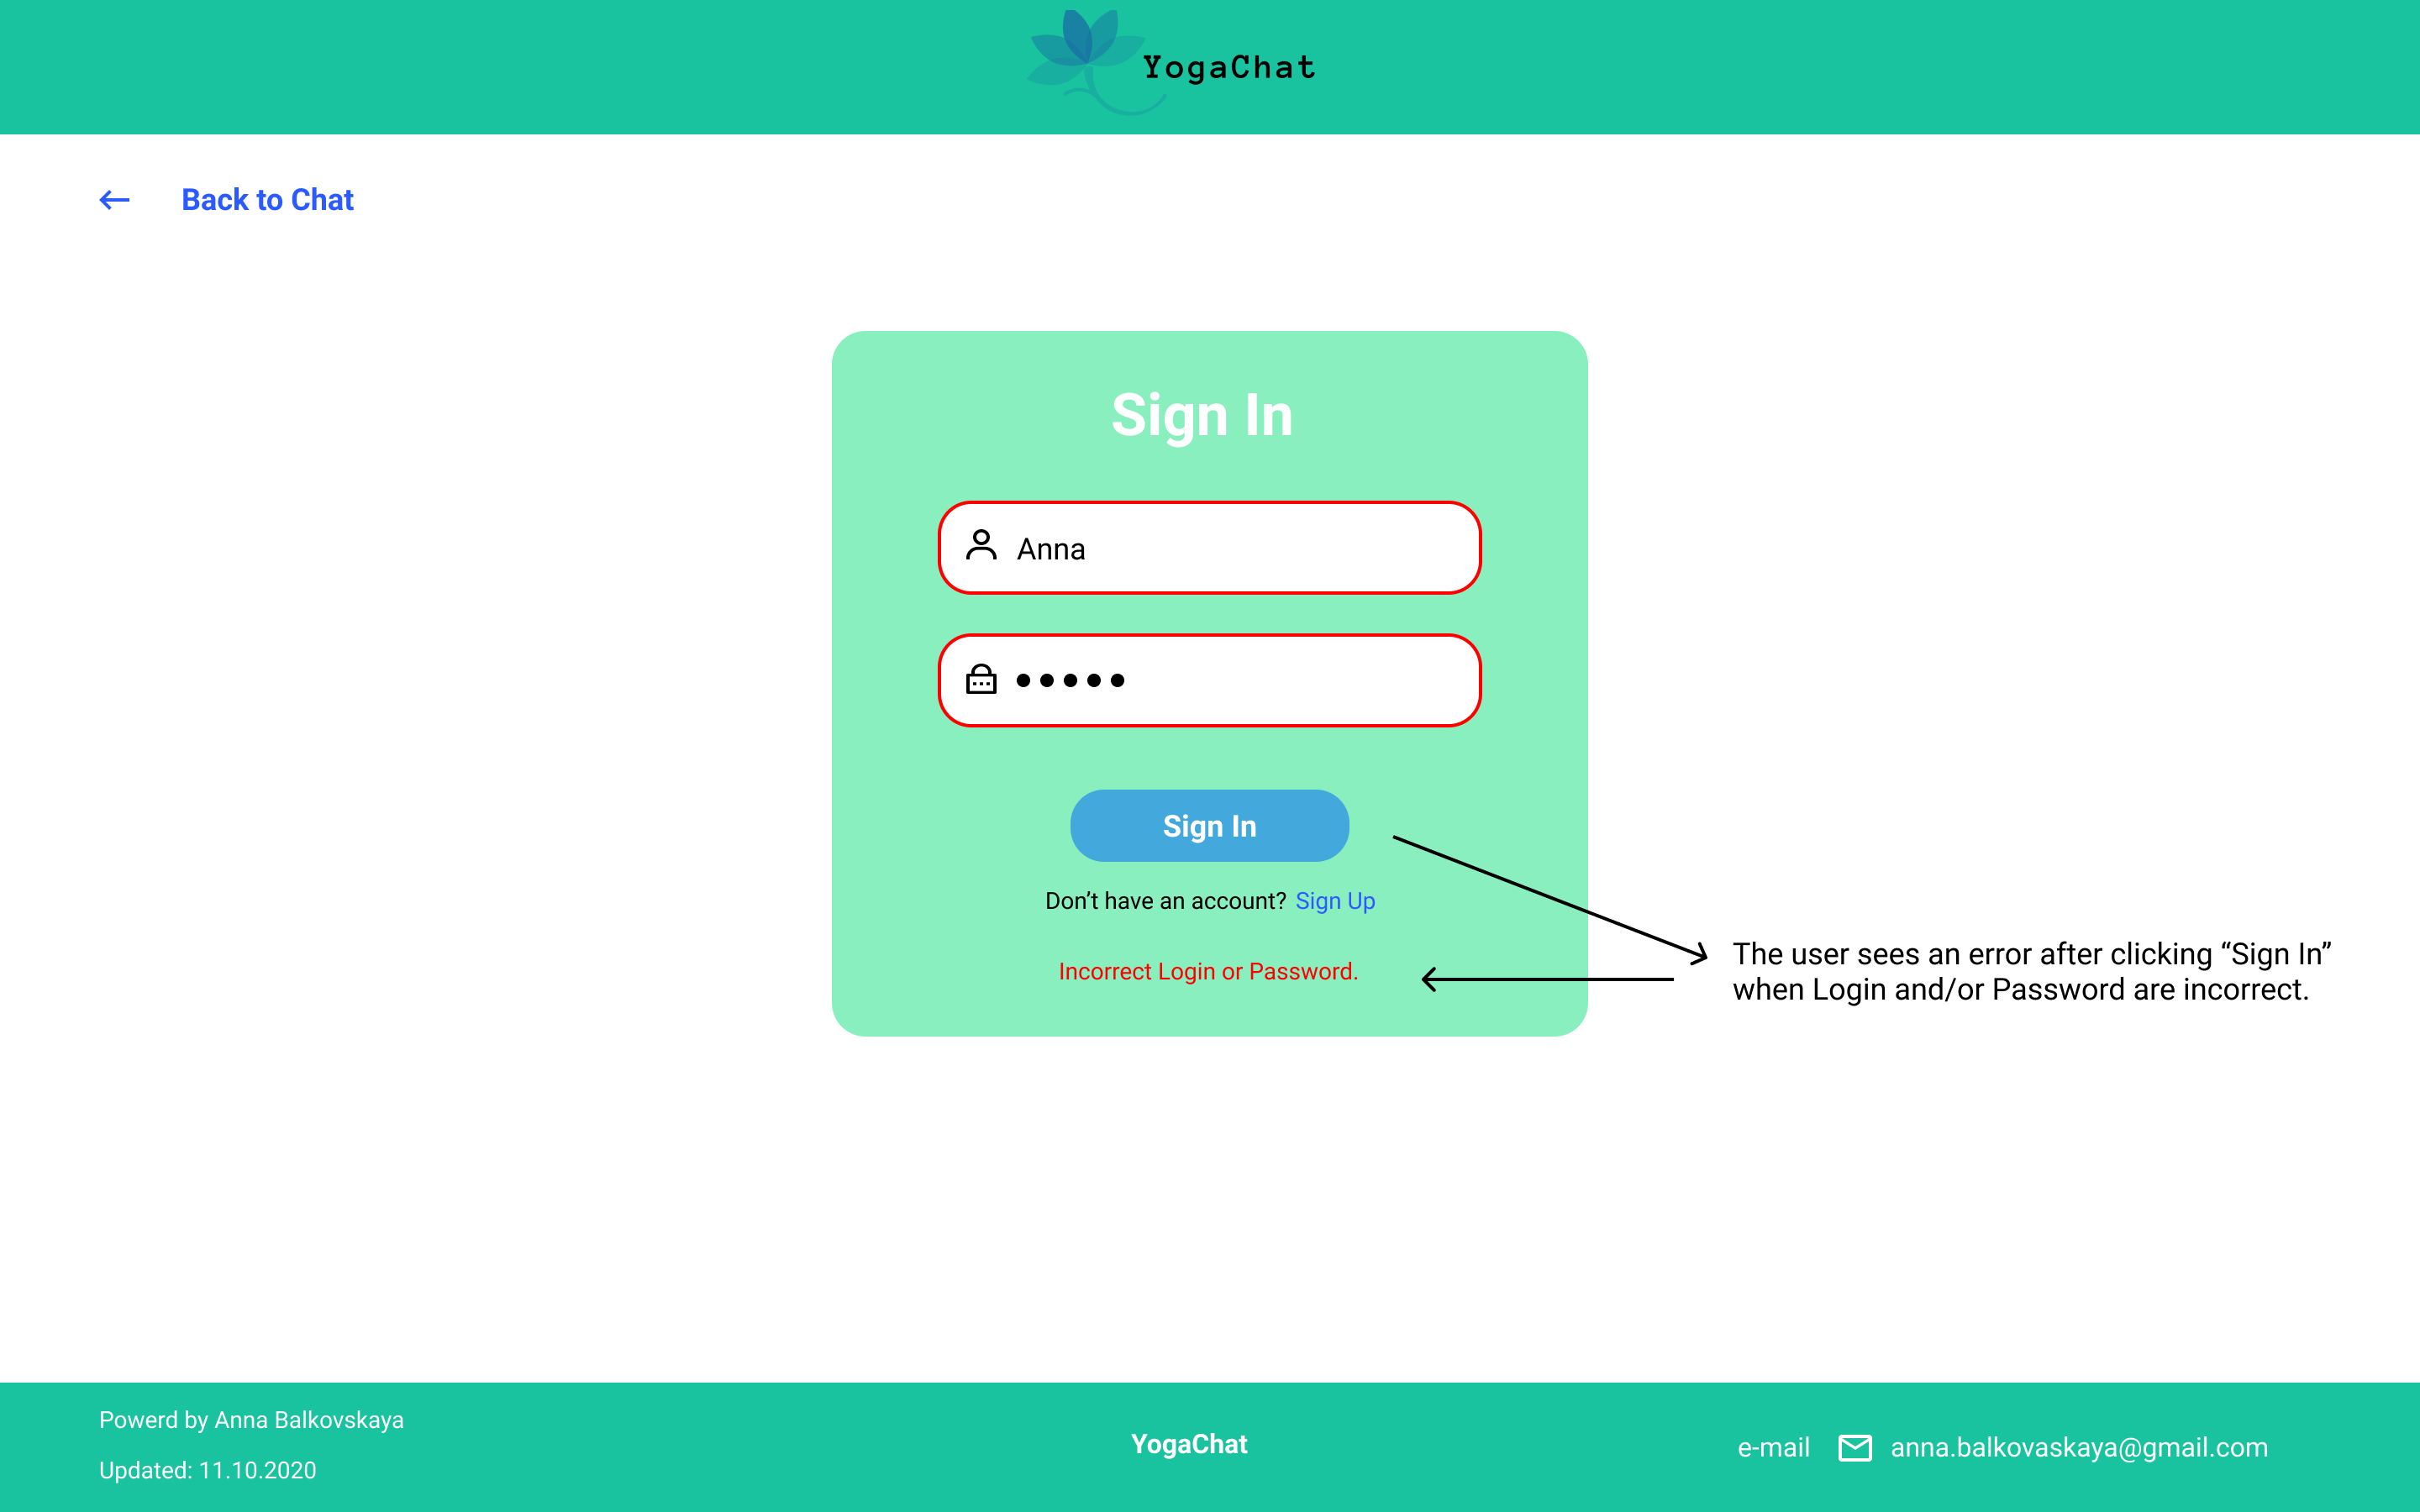 YogaChat
Back to Chat
Sign In
Anna
Sign In
Don’t have an account? Sign Up
Incorrect Login or Password.
The user sees an error after clicking “Sign In”
when Login and/or Password are incorrect.
Powerd by Anna Balkovskaya
Updated: 11.10.2020
YogaChat
e-mail anna.balkovaskaya@gmail.com